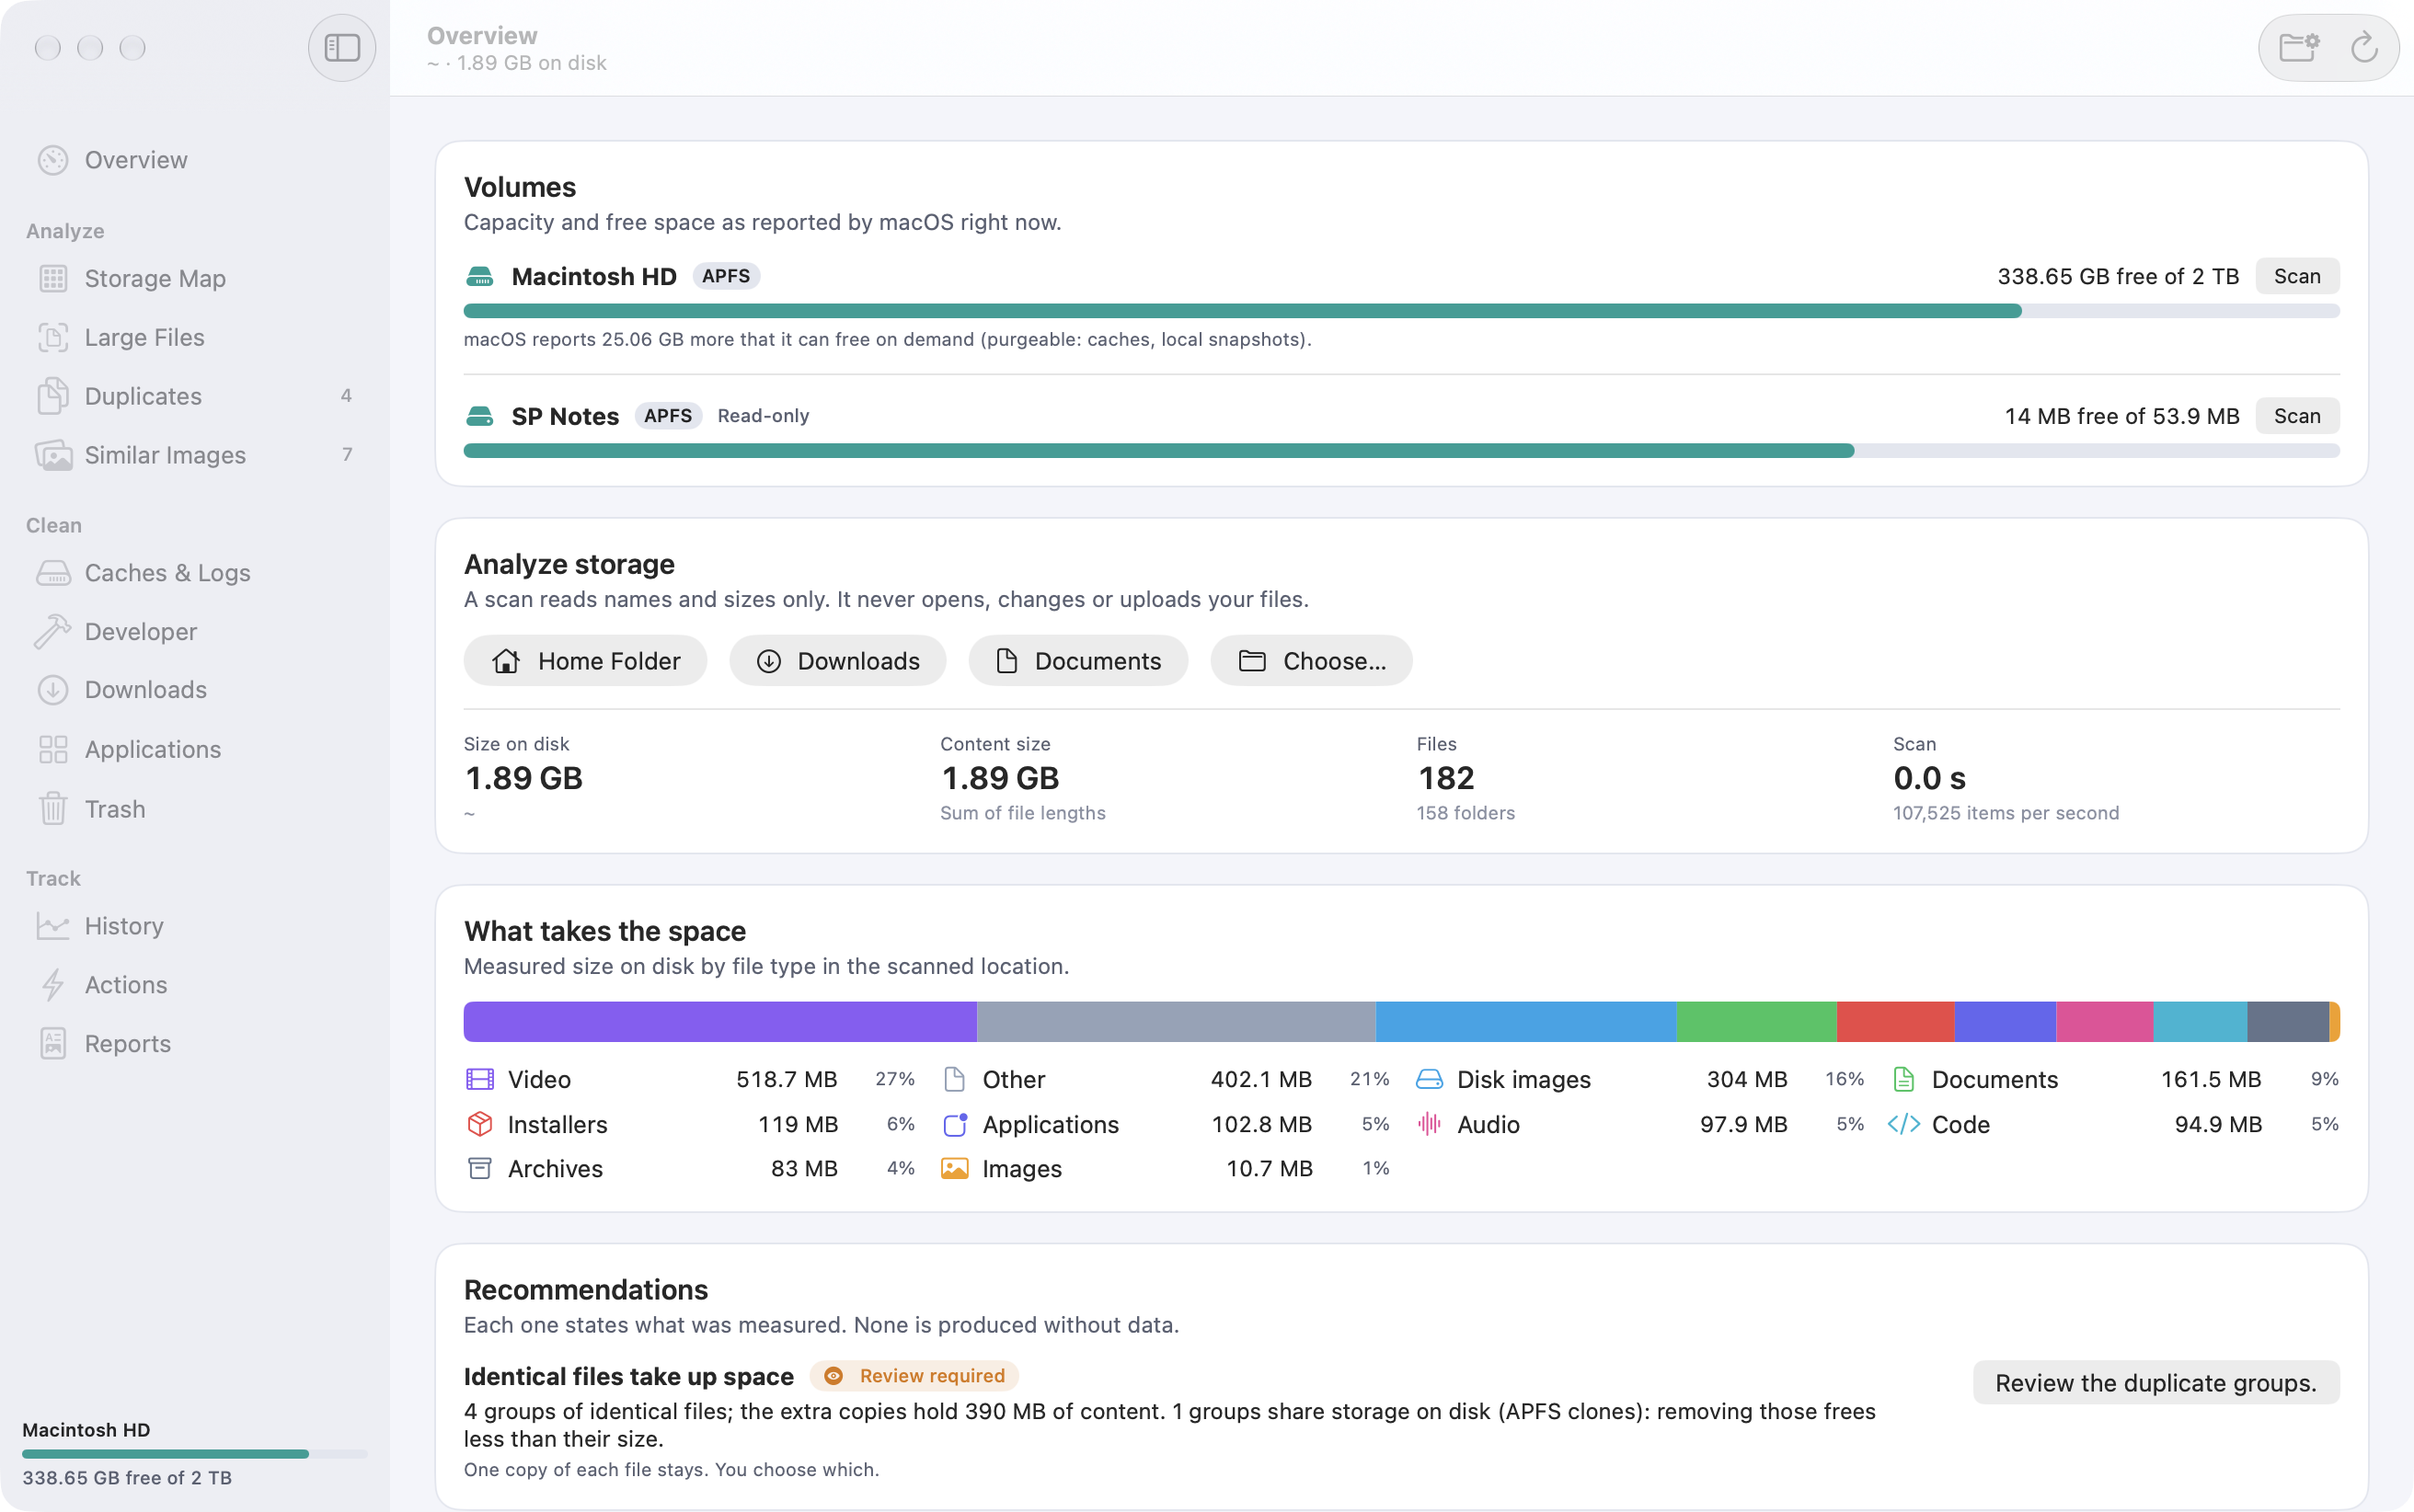 Overview
~ · 1.89 GB on disk
Overview
Analyze
Storage Map
Large Files
Duplicates 4
Similar Images 7
Clean
Caches & Logs
Developer
Downloads
Applications
Trash
Track
History
Actions
Reports
Macintosh HD
338.65 GB free of 2 TB
Volumes
Capacity and free space as reported by macOS right now.
Macintosh HD APFS 338.65 GB free of 2 TB Scan
macOS reports 25.06 GB more that it can free on demand (purgeable: caches, local snapshots).
SP Notes APFS Read-only 14 MB free of 53.9 MB Scan
Analyze storage
A scan reads names and sizes only. It never opens, changes or uploads your files.
Home Folder Downloads Documents Choose...
Size on disk Content size Files Scan
1.89 GB 1.89 GB 182 0.0 s
~ Sum of file lengths 158 folders 107,525 items per second
What takes the space
Measured size on disk by file type in the scanned location.
Video 518.7 MB 27% Other 402.1 MB 21% Disk images 304 MB 16% Documents 161.5 MB 9%
Installers 119 MB 6% Applications 102.8 MB 5% Audio 97.9 MB 5% Code 94.9 MB 5%
Archives 83 MB 4% Images 10.7 MB 1%
Recommendations
Each one states what was measured. None is produced without data.
Identical files take up space Review required Review the duplicate groups.
4 groups of identical files; the extra copies hold 390 MB of content. 1 groups share storage on disk (APFS clones): removing those frees
less than their size.
One copy of each file stays. You choose which.